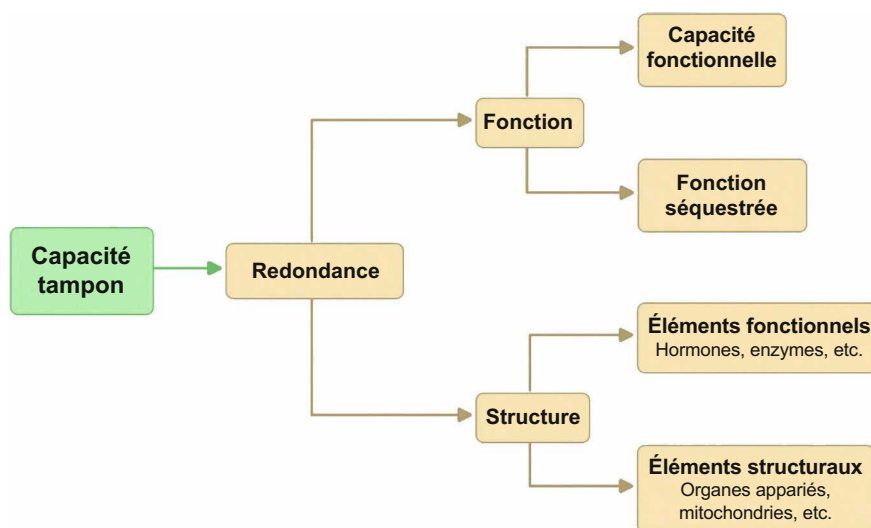 Capacité
fonctionnelle
Fonction
Fonction
séquestrée
Capacité
tampon
Redondance
Éléments fonctionnels
Hormones, enzymes, etc.
Structure
Éléments structuraux
Organes appariés,
mitochondries, etc.